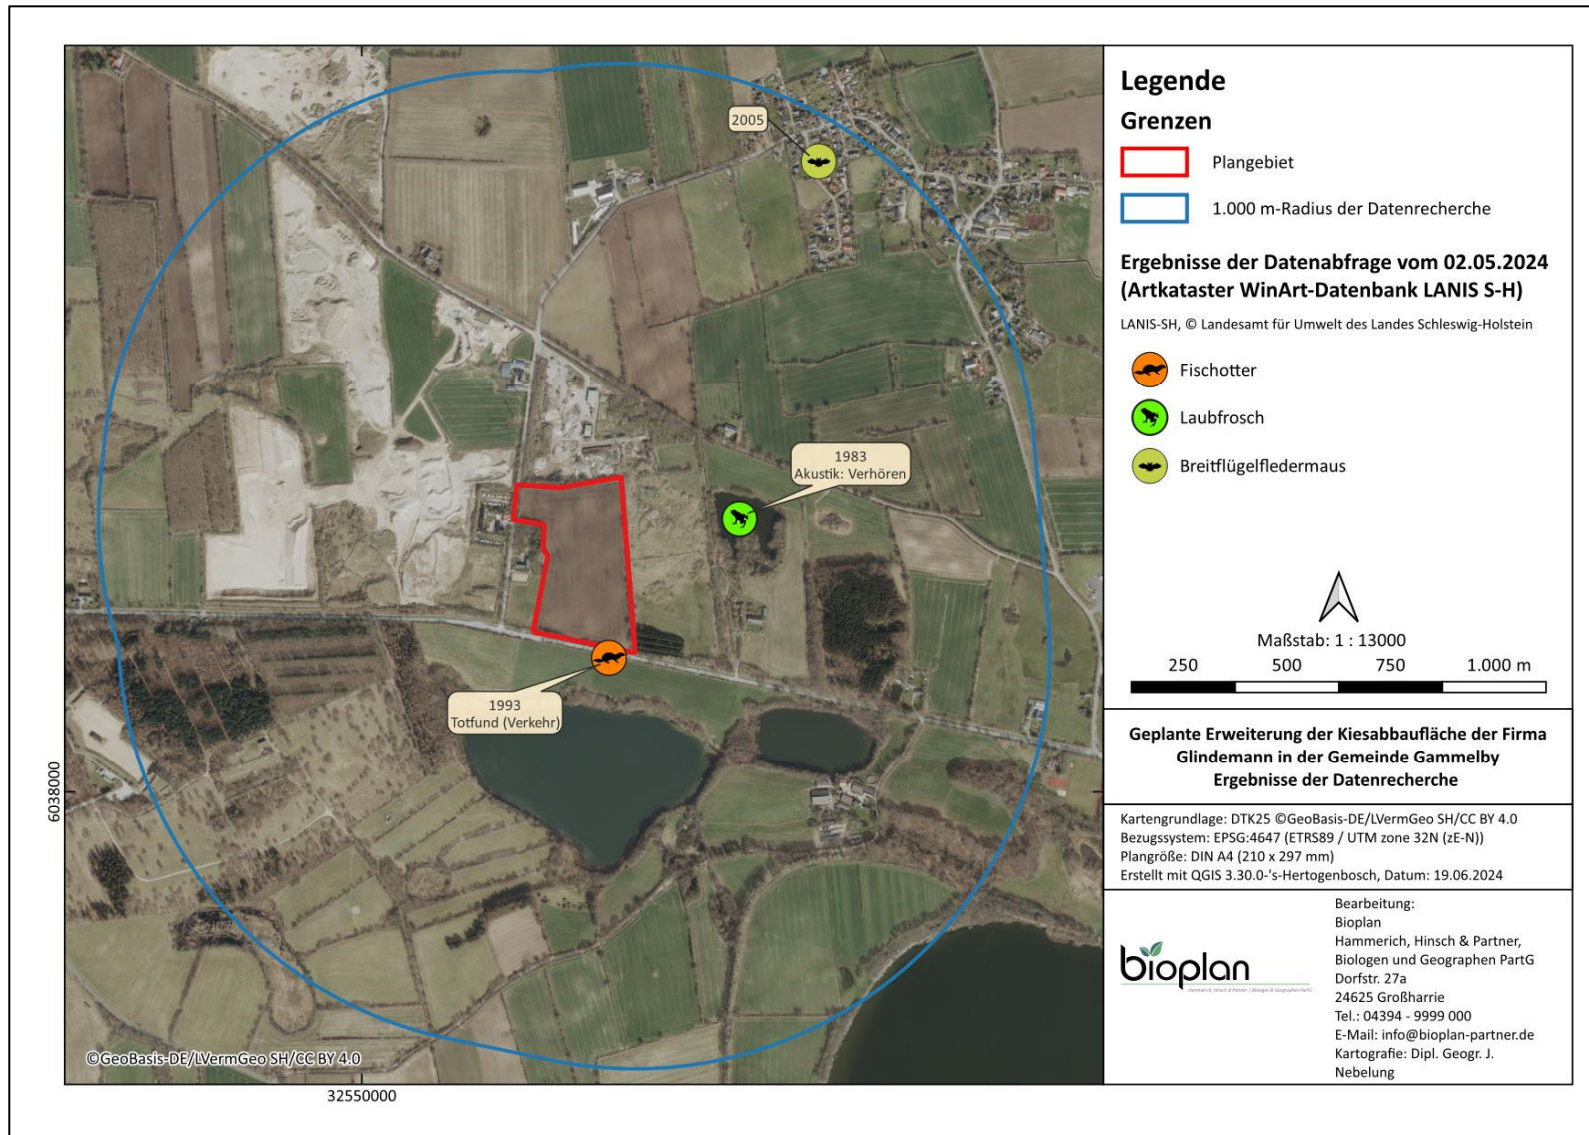 2005
1983
Akustik: Verhören
1993
Totfund (Verkehr)
©GeoBasis-DE/LVermGeo SH/CC BY 4.0
6038000
32550000
Legende
Grenzen
Plangebiet
1.000 m-Radius der Datenrecherche
Ergebnisse der Datenabfrage vom 02.05.2024
(Artkataster WinArt-Datenbank LANIS S-H)
LANIS-SH, © Landesamt für Umwelt des Landes Schleswig-Holstein
Fischotter
Laubfrosch
Breitflügelfledermaus
Maßstab: 1 : 13000
250 500 750 1.000 m
Geplante Erweiterung der Kiesabbaufläche der Firma
Glindemann in der Gemeinde Gammelby
Ergebnisse der Datenrecherche
Kartengrundlage: DTK25 ©GeoBasis-DE/LVermGeo SH/CC BY 4.0
Bezugssystem: EPSG:4647 (ETRS89 / UTM zone 32N (zE-N))
Plangröße: DIN A4 (210 x 297 mm)
Erstellt mit QGIS 3.30.0-'s-Hertogenbosch, Datum: 19.06.2024
bioplan
Hammerich, Hinsch & Partner | Biologen & Geographen PartG
Bearbeitung:
Bioplan
Hammerich, Hinsch & Partner,
Biologen und Geographen PartG
Dorfstr. 27a
24625 Großharrie
Tel.: 04394 - 9999 000
E-Mail: info@bioplan-partner.de
Kartografie: Dipl. Geogr. J.
Nebelung